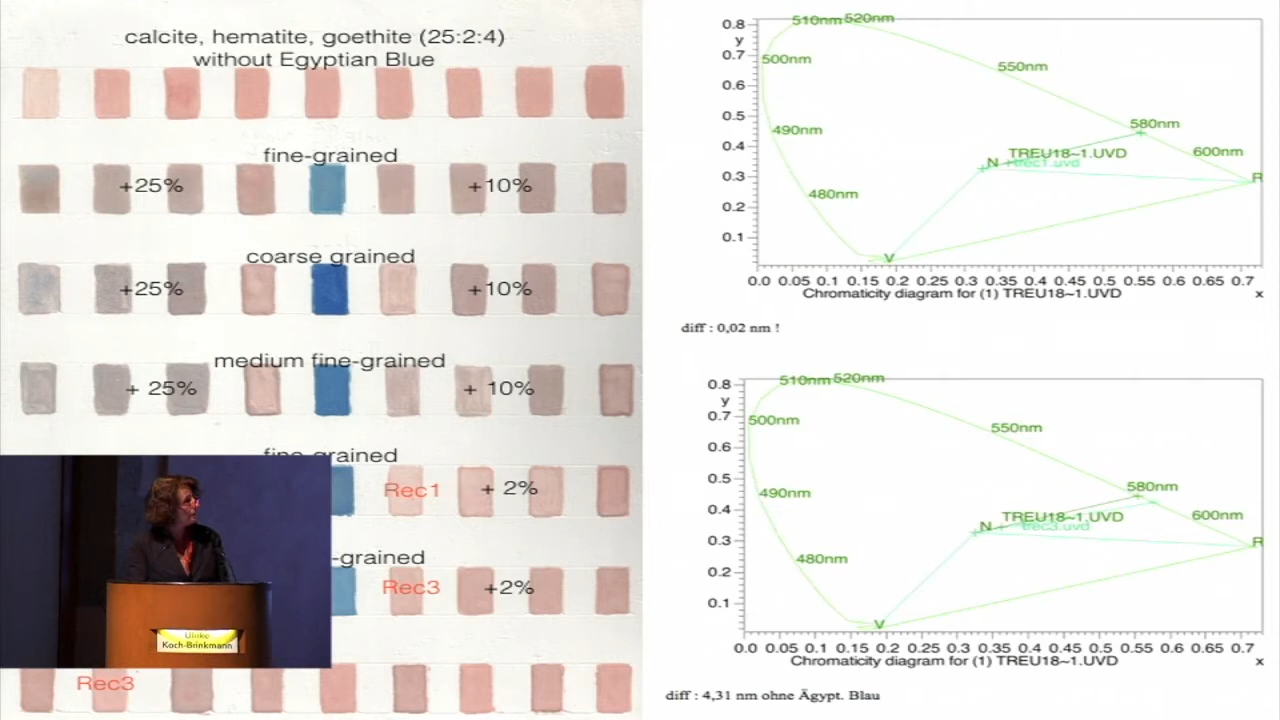 calcite, hematite, goethite (25:2:4)
without Egyptian Blue
fine-grained
+25%
+10%
coarse grained
+25%
+10%
medium fine-grained
+ 25%
+ 10%
fine-grained
Rec1
+ 2%
-grained
Rec3
+2%
Rec3
Ulrike
Koch-Brinkmann
0.8
y
0.7
0.6
0.5
0.4
0.3
0.2
0.1
510nm
520nm
500nm
550nm
490nm
580nm
600nm
480nm
N
TREU18~1.UVD
trec1.uvd
R
V
0.0 0.05 0.1 0.15 0.2 0.25 0.3 0.35 0.4 0.45 0.5 0.55 0.6 0.65 0.7
Chromaticity diagram for (1) TREU18~1.UVD
x
diff : 0,02 nm !
0.8
y
0.7
0.6
0.5
0.4
0.3
0.2
0.1
510nm
520nm
500nm
550nm
490nm
580nm
600nm
480nm
N
TREU18~1.UVD
trec3.uvd
R
V
0.0 0.05 0.1 0.15 0.2 0.25 0.3 0.35 0.4 0.45 0.5 0.55 0.6 0.65 0.7
Chromaticity diagram for (1) TREU18~1.UVD
x
diff : 4,31 nm ohne Ägypt. Blau